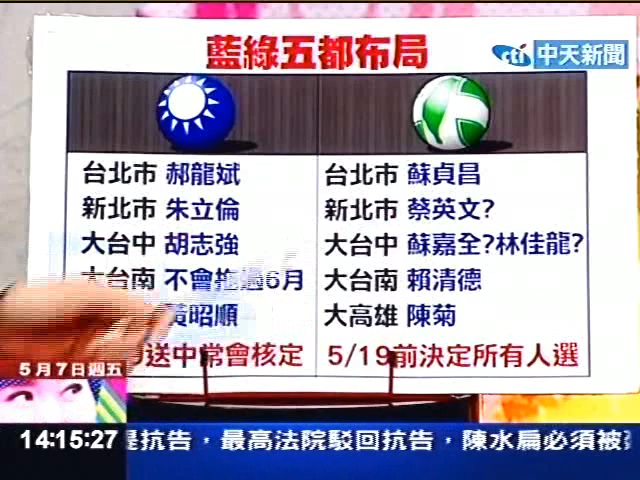 藍綠五都布局
cti 中天新聞
台北市 郝龍斌
新北市 朱立倫
大台中 胡志強
大台南 不會拖過6月
黃昭順
送中常會核定
台北市 蘇貞昌
新北市 蔡英文?
大台中 蘇嘉全?林佳龍?
大台南 賴清德
大高雄 陳菊
5/19前決定所有人選
5月7日週五
14:15:27 是抗告，最高法院駁回抗告，陳水扁必須被